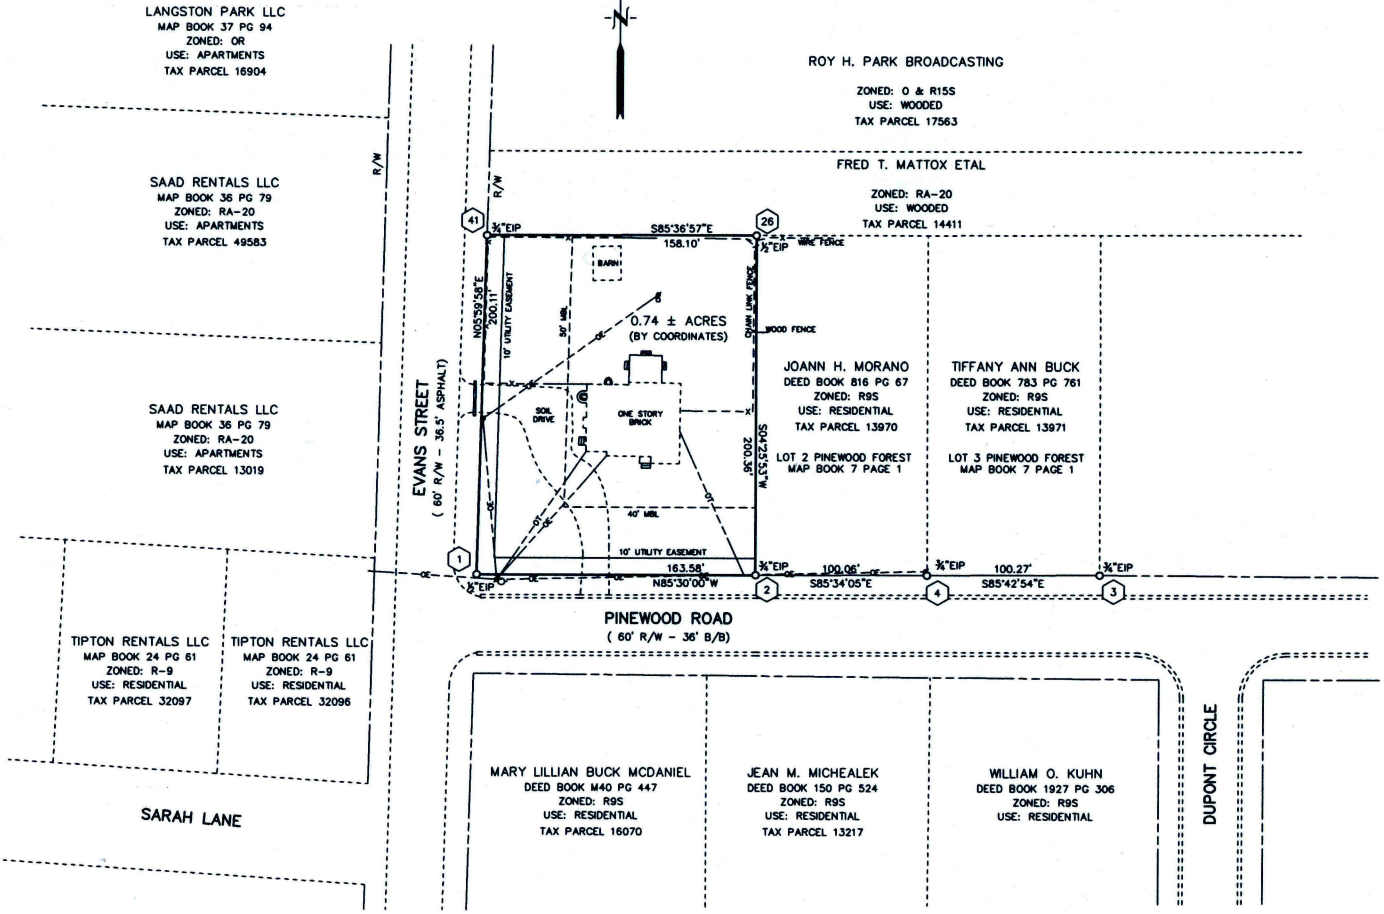 LANGSTON PARK LLC
MAP BOOK 37 PG 94
ZONED: OR
USE: APARTMENTS
TAX PARCEL 16904
N
ROY H. PARK BROADCASTING
ZONED: O & R15S
USE: WOODED
TAX PARCEL 17563
FRED T. MATTOX ETAL
ZONED: RA-20
USE: WOODED
TAX PARCEL 14411
R/W
R/W
SAAD RENTALS LLC
MAP BOOK 36 PG 79
ZONED: RA-20
USE: APARTMENTS
TAX PARCEL 49583
41
¾"EIP
S85°36'57"E
158.10'
26
½"EIP
WIRE FENCE
BARN
N05°59'58"E
200.11'
10' UTILITY EASEMENT
50' MBL
OE
OE
OE
0.74 ± ACRES
(BY COORDINATES)
CHAIN LINK FENCE
WOOD FENCE
SAAD RENTALS LLC
MAP BOOK 36 PG 79
ZONED: RA-20
USE: APARTMENTS
TAX PARCEL 13019
EVANS STREET
( 60' R/W - 36.5' ASPHALT)
SOIL
DRIVE
ONE STORY
BRICK
S04°25'53"W
200.36'
JOANN H. MORANO
DEED BOOK 816 PG 67
ZONED: R9S
USE: RESIDENTIAL
TAX PARCEL 13970
LOT 2 PINEWOOD FOREST
MAP BOOK 7 PAGE 1
TIFFANY ANN BUCK
DEED BOOK 783 PG 761
ZONED: R9S
USE: RESIDENTIAL
TAX PARCEL 13971
LOT 3 PINEWOOD FOREST
MAP BOOK 7 PAGE 1
OE
OT
OE
OT
40' MBL
10' UTILITY EASEMENT
1
½"EIP
OE
OE
OE
163.58'
N85°30'00"W
¾"EIP
2
OE
100.06'
OE
S85°34'05"E
¾"EIP
4
100.27'
S85°42'54"E
¾"EIP
3
PINEWOOD ROAD
( 60' R/W - 36' B/B)
TIPTON RENTALS LLC
MAP BOOK 24 PG 61
ZONED: R-9
USE: RESIDENTIAL
TAX PARCEL 32097
TIPTON RENTALS LLC
MAP BOOK 24 PG 61
ZONED: R-9
USE: RESIDENTIAL
TAX PARCEL 32096
SARAH LANE
MARY LILLIAN BUCK MCDANIEL
DEED BOOK M40 PG 447
ZONED: R9S
USE: RESIDENTIAL
TAX PARCEL 16070
JEAN M. MICHEALEK
DEED BOOK 150 PG 524
ZONED: R9S
USE: RESIDENTIAL
TAX PARCEL 13217
WILLIAM O. KUHN
DEED BOOK 1927 PG 306
ZONED: R9S
USE: RESIDENTIAL
DUPONT CIRCLE